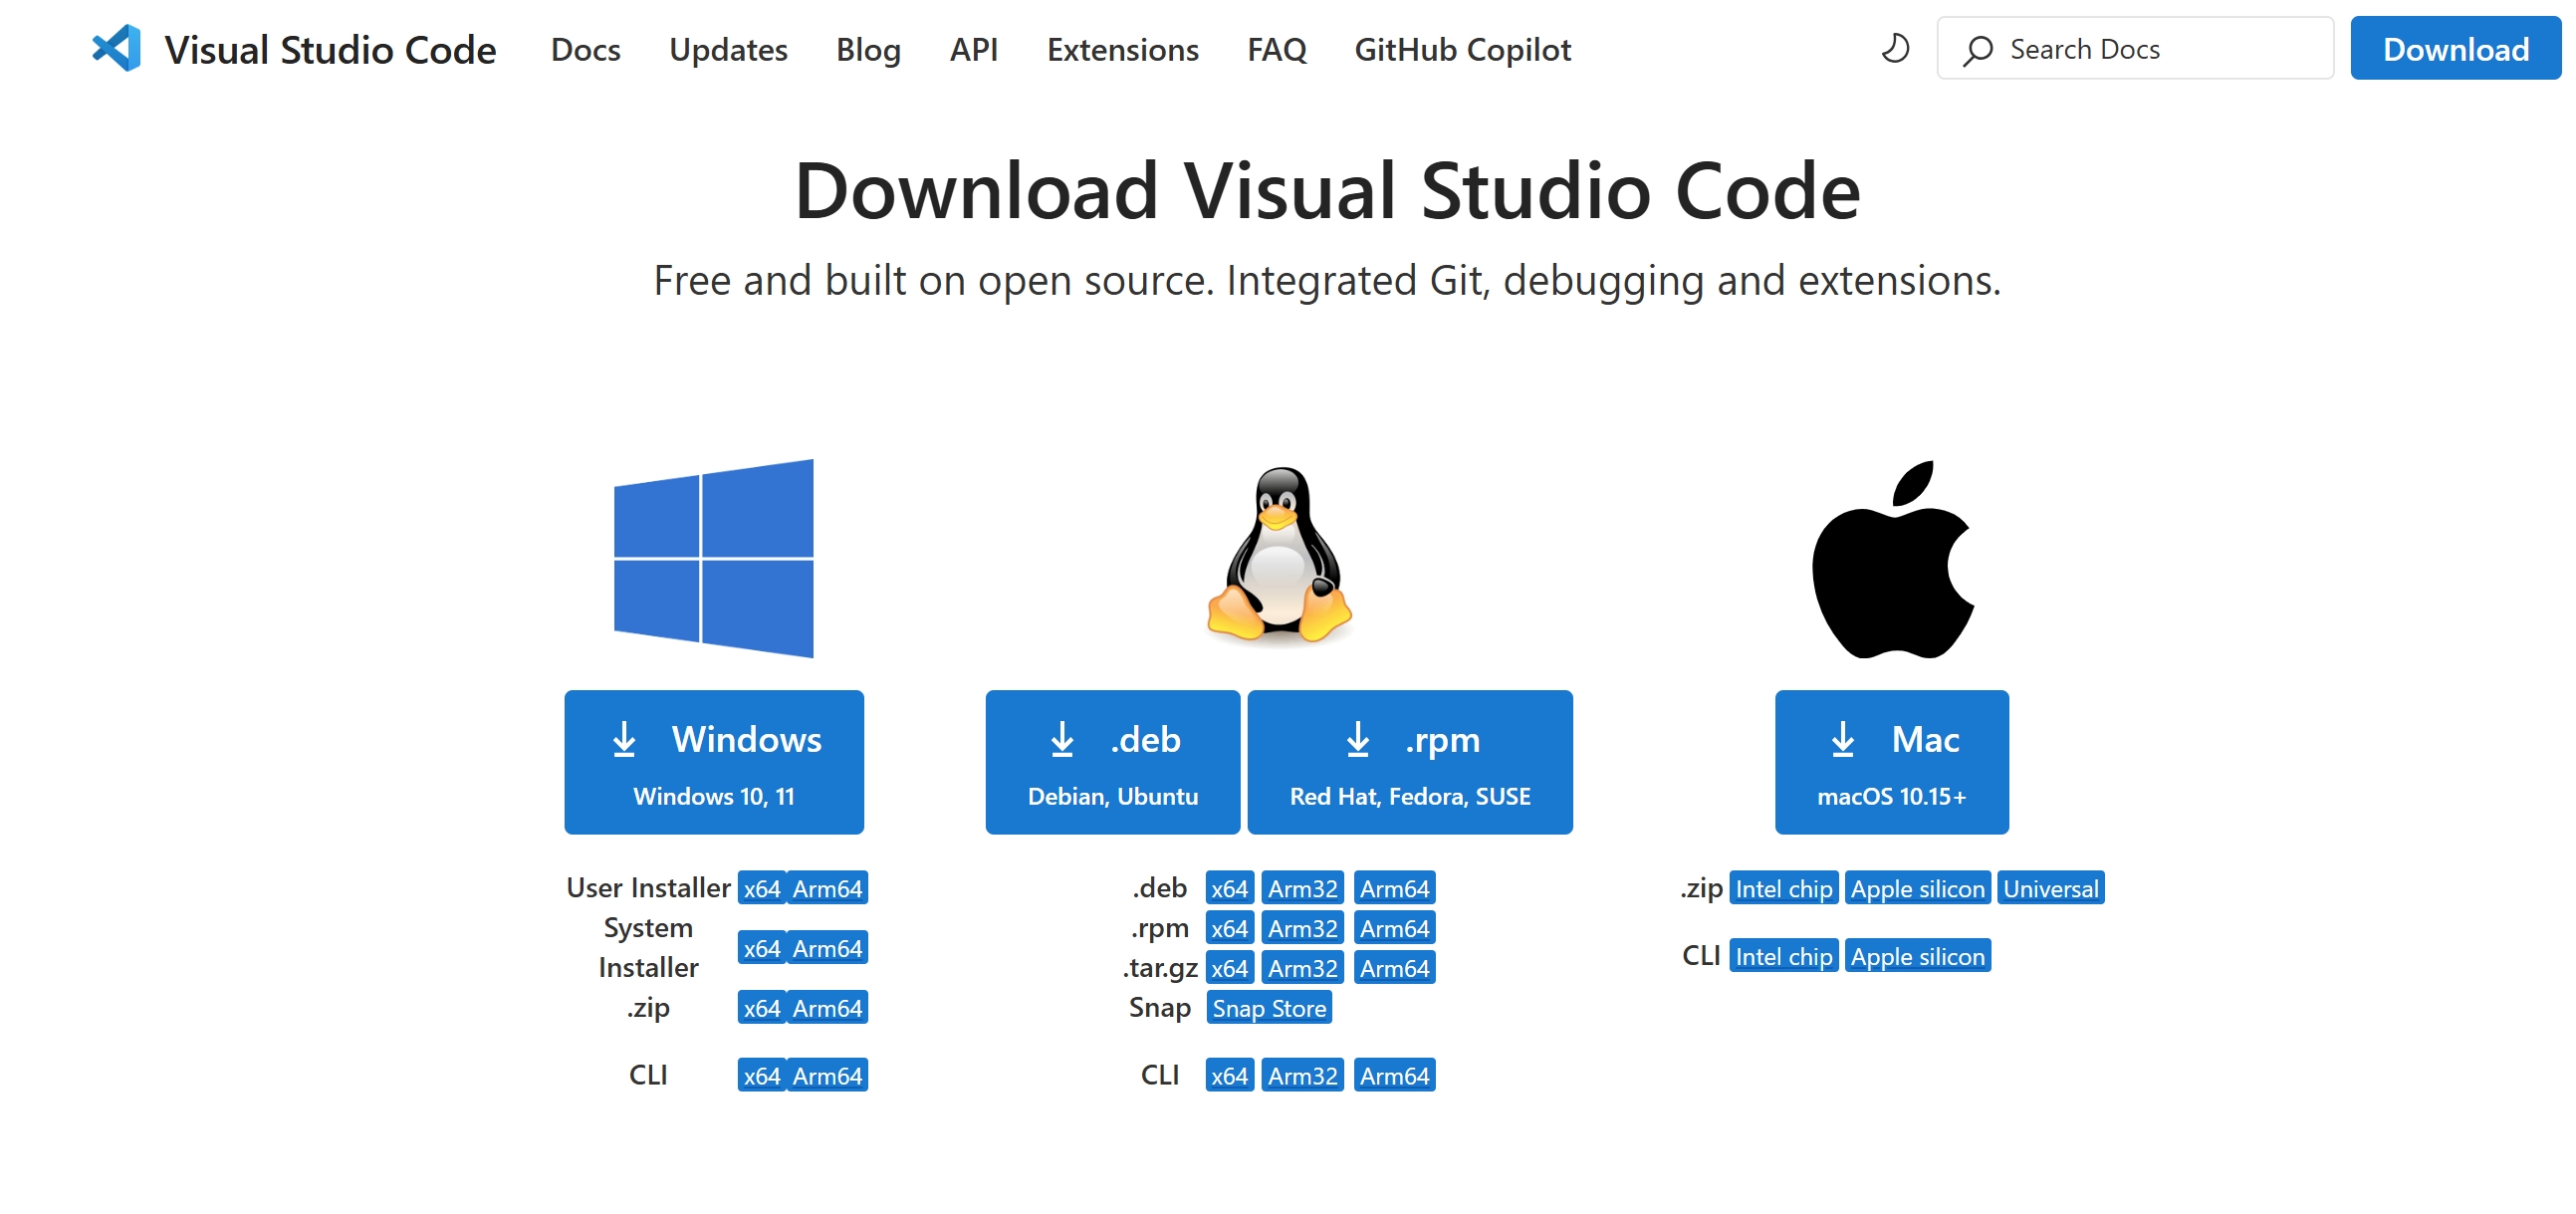 Visual Studio Code Docs Updates Blog API Extensions FAQ GitHub Copilot Search Docs Download
Download Visual Studio Code
Free and built on open source. Integrated Git, debugging and extensions.
Windows
Windows 10, 11
User Installer x64 Arm64
System
Installer x64 Arm64
.zip x64 Arm64
CLI x64 Arm64
.deb
Debian, Ubuntu
.rpm
Red Hat, Fedora, SUSE
.deb x64 Arm32 Arm64
.rpm x64 Arm32 Arm64
.tar.gz x64 Arm32 Arm64
Snap Snap Store
CLI x64 Arm32 Arm64
Mac
macOS 10.15+
.zip Intel chip Apple silicon Universal
CLI Intel chip Apple silicon